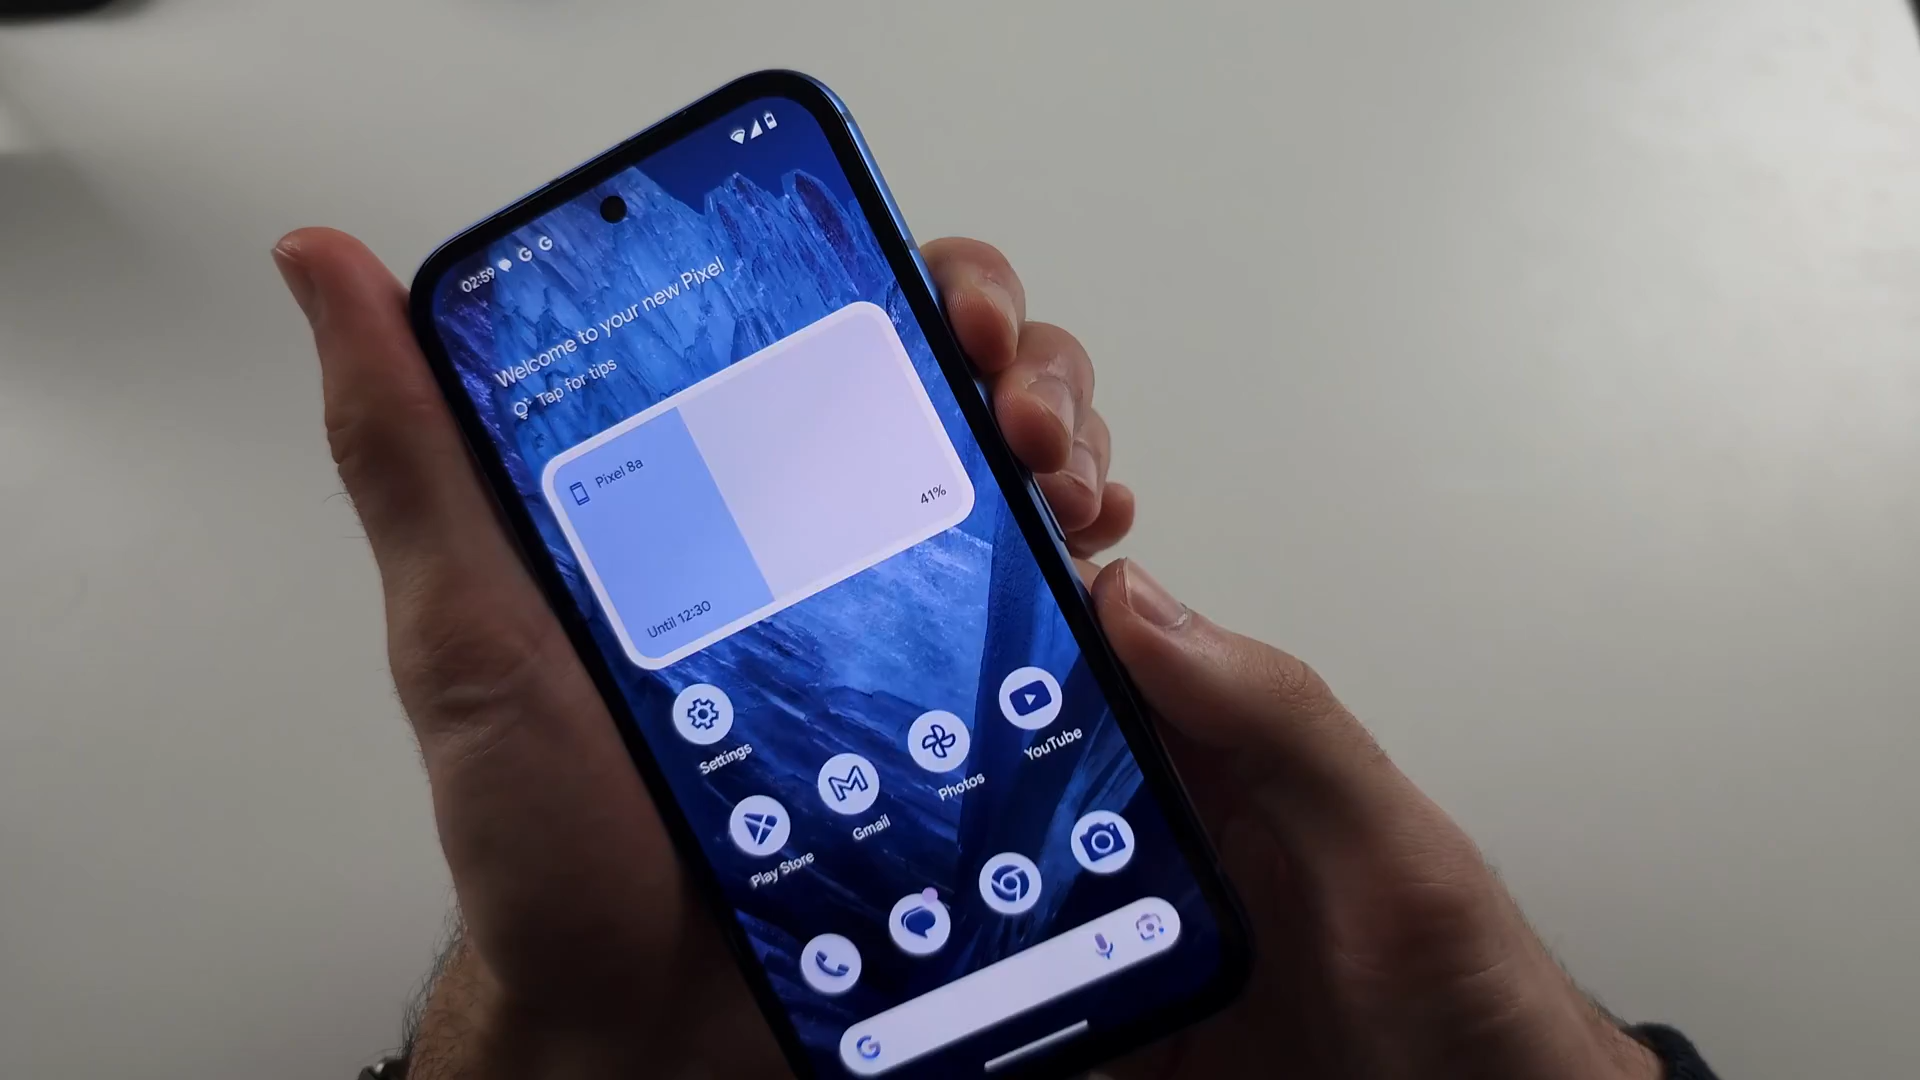 02:59
Welcome to your new Pixel
Tap for tips
Pixel 8a
41%
Until 12:30
Settings
Gmail
Photos
YouTube
Play Store